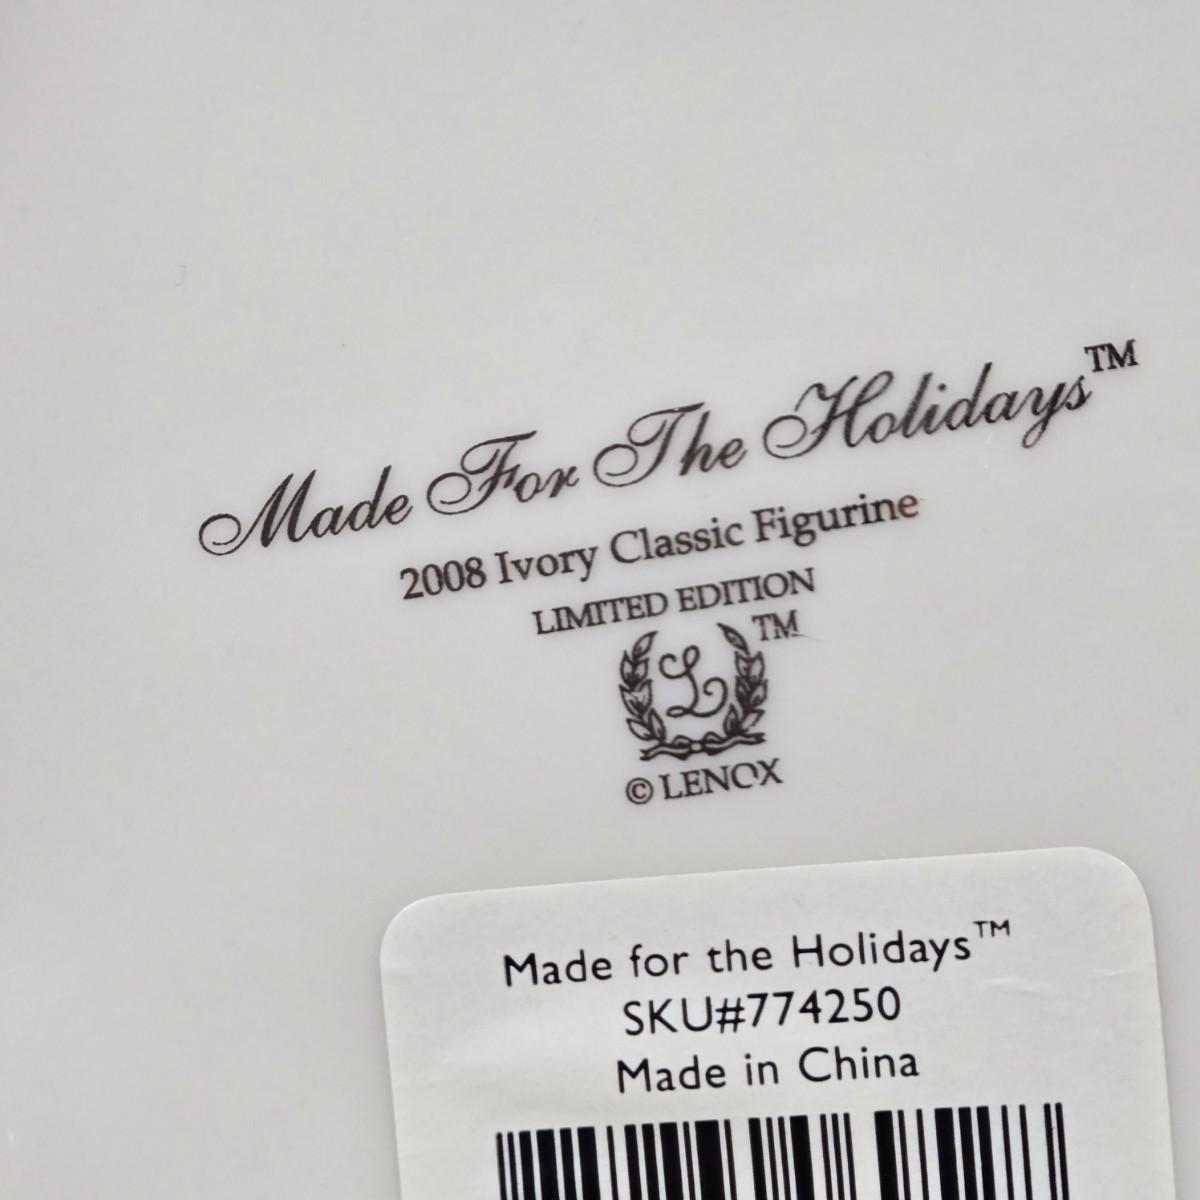 Made For The Holidays™
2008 Ivory Classic Figurine
LIMITED EDITION
L™
© LENOX
Made for the Holidays™
SKU#774250
Made in China